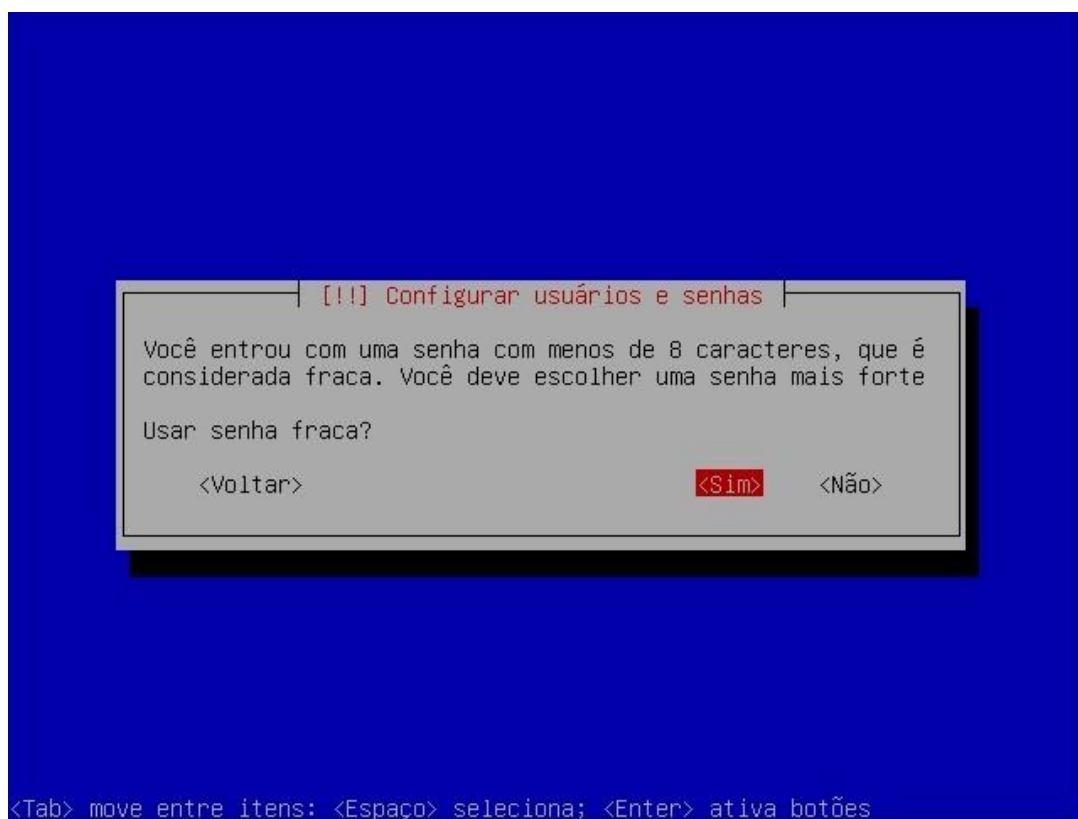 [!!] Configurar usuários e senhas
Você entrou com uma senha com menos de 8 caracteres, que é
considerada fraca. Você deve escolher uma senha mais forte
Usar senha fraca?
<Voltar> <Sim> <Não>
<Tab> move entre itens: <Espaço> seleciona; <Enter> ativa botões